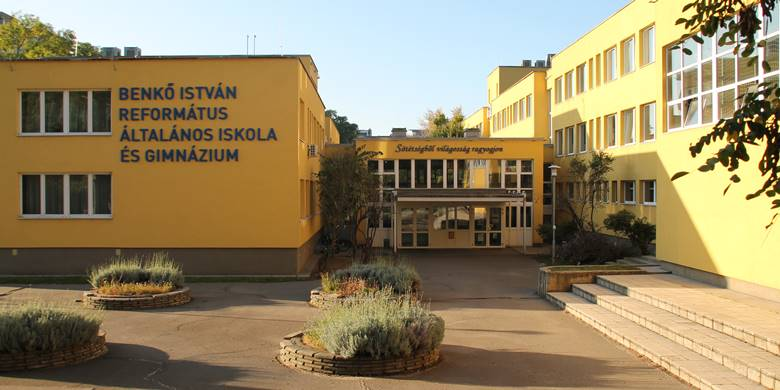 BENKŐ ISTVÁN
REFORMÁTUS
ÁLTALÁNOS ISKOLA
ÉS GIMNÁZIUM
Sötétségből világosság ragyogjon